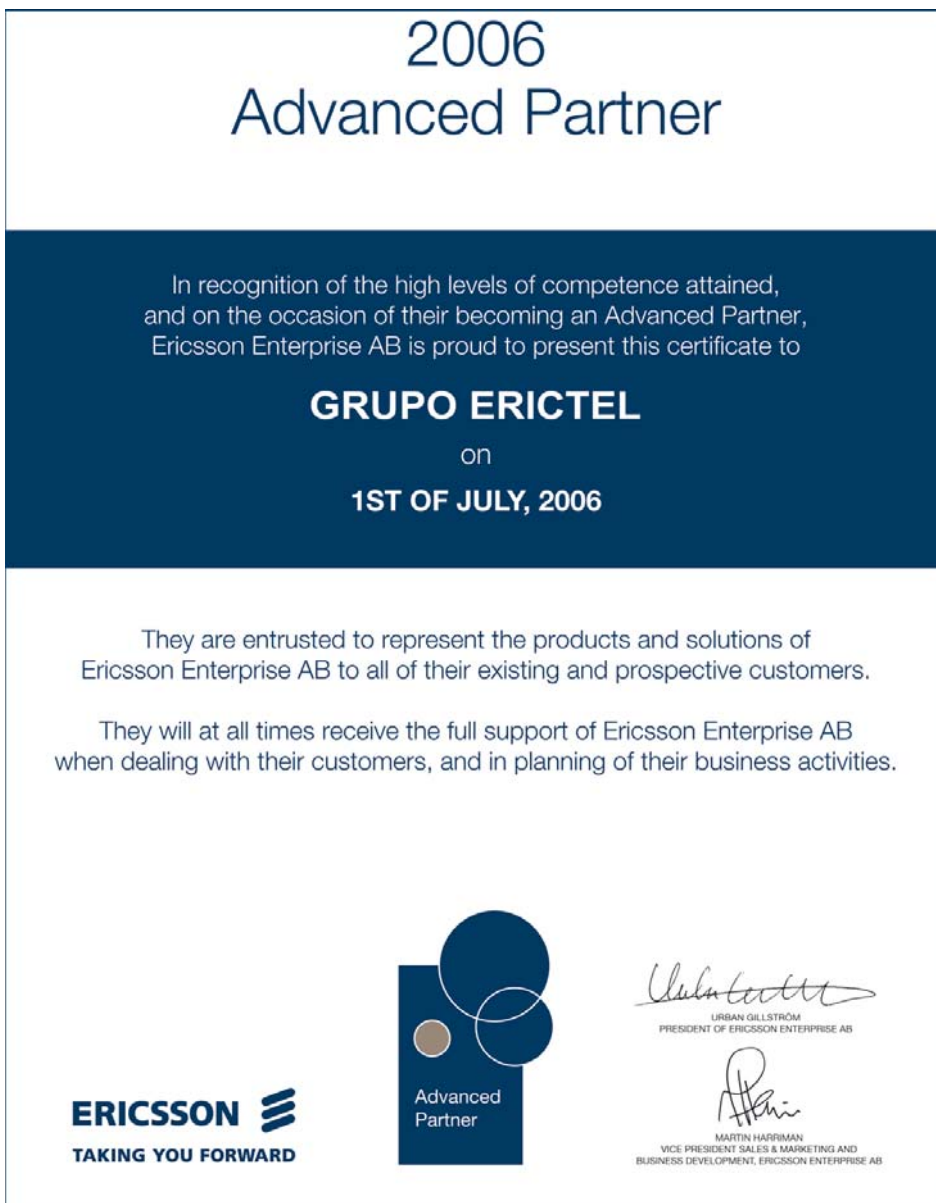 2006
Advanced Partner
In recognition of the high levels of competence attained,
and on the occasion of their becoming an Advanced Partner,
Ericsson Enterprise AB is proud to present this certificate to
GRUPO ERICTEL
on
1ST OF JULY, 2006
They are entrusted to represent the products and solutions of
Ericsson Enterprise AB to all of their existing and prospective customers.
They will at all times receive the full support of Ericsson Enterprise AB
when dealing with their customers, and in planning of their business activities.
ERICSSON
TAKING YOU FORWARD
Advanced
Partner
URBAN GILLSTRÖM
PRESIDENT OF ERICSSON ENTERPRISE AB
MARTIN HARRIMAN
VICE PRESIDENT SALES & MARKETING AND
BUSINESS DEVELOPMENT, ERICSSON ENTERPRISE AB